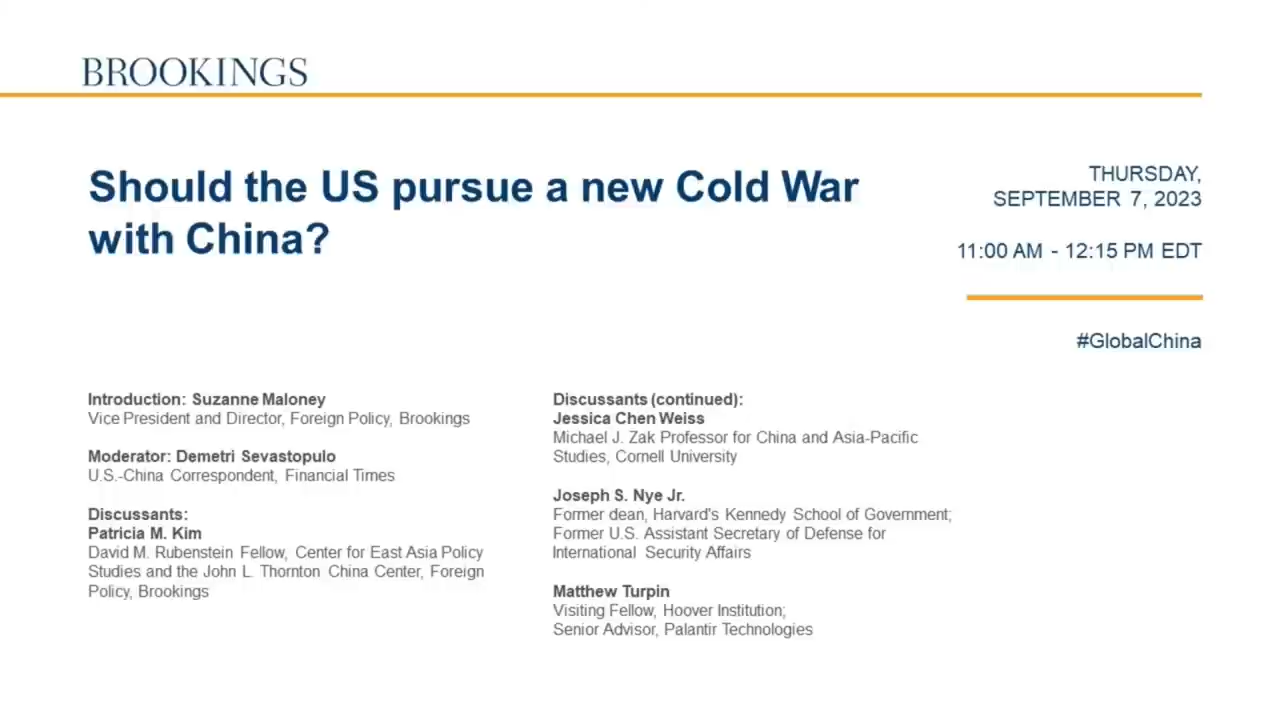 BROOKINGS
Should the US pursue a new Cold War
with China?
THURSDAY,
SEPTEMBER 7, 2023
11:00 AM - 12:15 PM EDT
#GlobalChina
Introduction: Suzanne Maloney
Vice President and Director, Foreign Policy, Brookings
Moderator: Demetri Sevastopulo
U.S.-China Correspondent, Financial Times
Discussants:
Patricia M. Kim
David M. Rubenstein Fellow, Center for East Asia Policy
Studies and the John L. Thornton China Center, Foreign
Policy, Brookings
Discussants (continued):
Jessica Chen Weiss
Michael J. Zak Professor for China and Asia-Pacific
Studies, Cornell University
Joseph S. Nye Jr.
Former dean, Harvard's Kennedy School of Government;
Former U.S. Assistant Secretary of Defense for
International Security Affairs
Matthew Turpin
Visiting Fellow, Hoover Institution;
Senior Advisor, Palantir Technologies